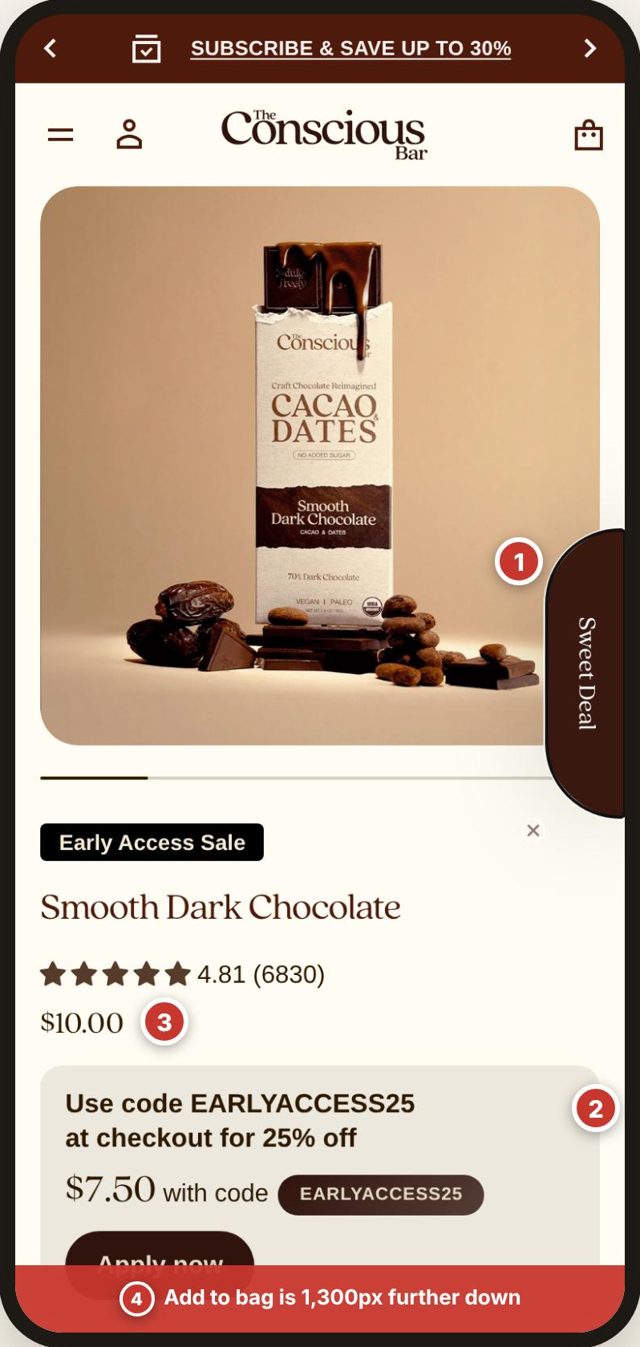 SUBSCRIBE & SAVE UP TO 30%
The
Conscious
Bar
The
Conscious
Craft Chocolate Reimagined
CACAO
&
DATES
NO ADDED SUGAR
Smooth
Dark Chocolate
CACAO & DATES
70% Dark Chocolate
VEGAN | PALEO
1
Sweet Deal
Early Access Sale
×
Smooth Dark Chocolate
4.81 (6830)
$10.00
3
Use code EARLYACCESS25
2
at checkout for 25% off
$7.50 with code EARLYACCESS25
Apply now
4 Add to bag is 1,300px further down